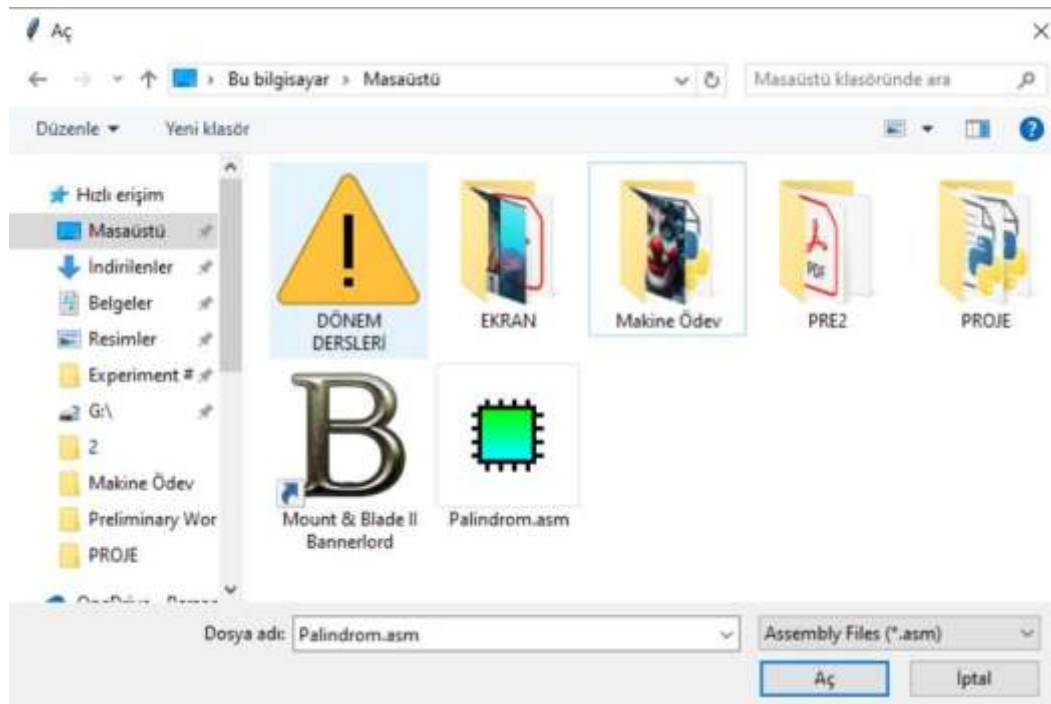 Aç
Bu bilgisayar > Masaüstü
Masaüstü klasöründe ara
Düzenle
Yeni klasör
Hızlı erişim
Masaüstü
İndirilenler
Belgeler
Resimler
Experiment #
G:\
2
Makine Ödev
Preliminary Wor
PROJE
DÖNEM
DERSLERİ
EKRAN
Makine Ödev
PDF
PRE2
PROJE
Mount & Blade II
Bannerlord
Palindrom.asm
Dosya adı: Palindrom.asm
Assembly Files (*.asm)
Aç
İptal